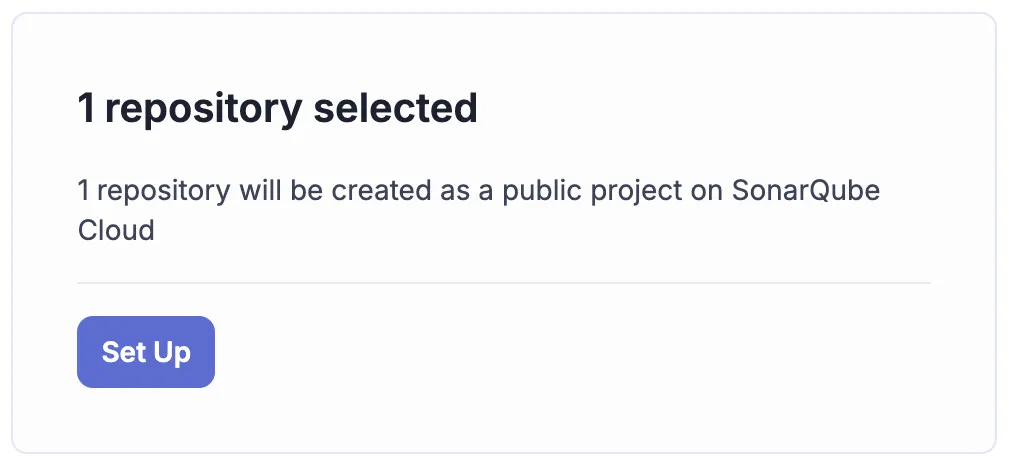 1 repository selected
1 repository will be created as a public project on SonarQube
Cloud
Set Up